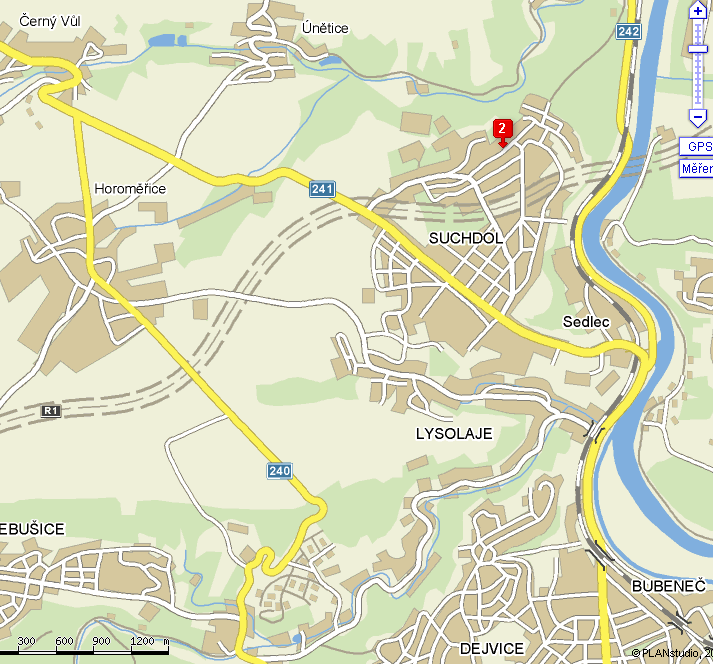 Černý Vůl
Únětice
242
2
GPS
Měřen
Horoměřice
241
SUCHDOL
Sedlec
R1
LYSOLAJE
240
EBUŠICE
BUBENEČ
300 600 900 1200 m
DEJVICE
© PLANstudio, 20